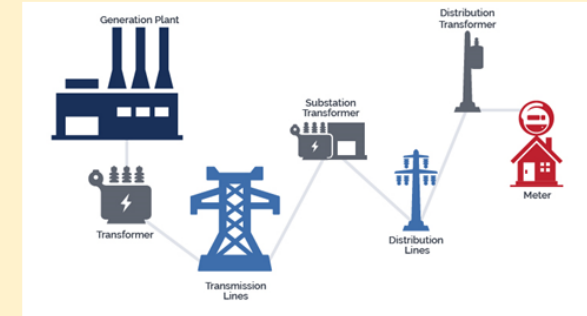 Generation Plant
Transformer
Transmission
Lines
Substation
Transformer
Distribution
Lines
Distribution
Transformer
Meter